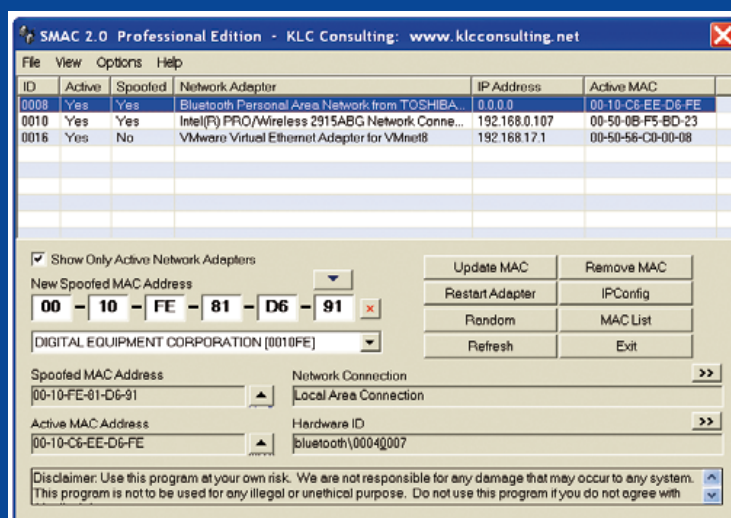 SMAC 2.0 Professional Edition - KLC Consulting: www.klcconsulting.net
File View Options Help
ID Active Spoofed Network Adapter IP Address Active MAC
0008 Yes Yes Bluetooth Personal Area Network from TOSHIBA... 0.0.0.0 00-10-C6-EE-D6-FE
0010 Yes Yes Intel(R) PRO/Wireless 2915ABG Network Conne... 192.168.0.107 00-50-0B-F5-BD-23
0016 Yes No VMware Virtual Ethernet Adapter for VMnet8 192.168.17.1 00-50-56-C0-00-08
Show Only Active Network Adapters
New Spoofed MAC Address
00 - 10 - FE - 81 - D6 - 91 x
DIGITAL EQUIPMENT CORPORATION [0010FE]
Update MAC Remove MAC
Restart Adapter IPConfig
Random MAC List
Refresh Exit
Spoofed MAC Address
00-10-FE-81-D6-91
Network Connection >>
Local Area Connection
Active MAC Address
00-10-C6-EE-D6-FE
Hardware ID >>
bluetooth\00040007
Disclaimer: Use this program at your own risk. We are not responsible for any damage that may occur to any system.
This program is not to be used for any illegal or unethical purpose. Do not use this program if you do not agree with